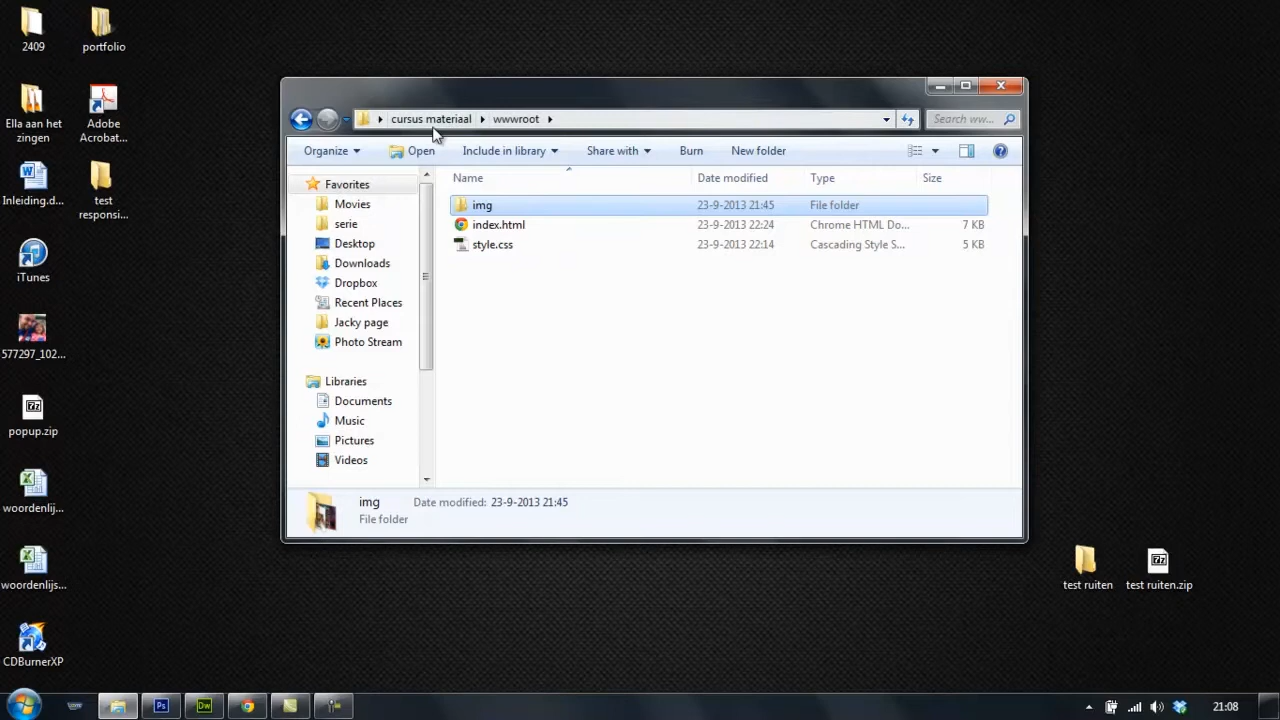 2409
portfolio
Ella aan het
zingen
Adobe
Acrobat...
Inleiding.d...
test
responsi...
iTunes
577297_102...
popup.zip
woordenlijs...
woordenlijs...
CDBurnerXP
cursus materiaal
wwwroot
Search ww...
Organize
Open
Include in library
Share with
Burn
New folder
Name
Date modified
Type
Size
Favorites
Movies
serie
Desktop
Downloads
Dropbox
Recent Places
Jacky page
Photo Stream
Libraries
Documents
Music
Pictures
Videos
img 23-9-2013 21:45 File folder
index.html 23-9-2013 22:24 Chrome HTML Do... 7 KB
style.css 23-9-2013 22:14 Cascading Style S... 5 KB
img Date modified: 23-9-2013 21:45
File folder
test ruiten
test ruiten.zip
Ps
Dw
21:08